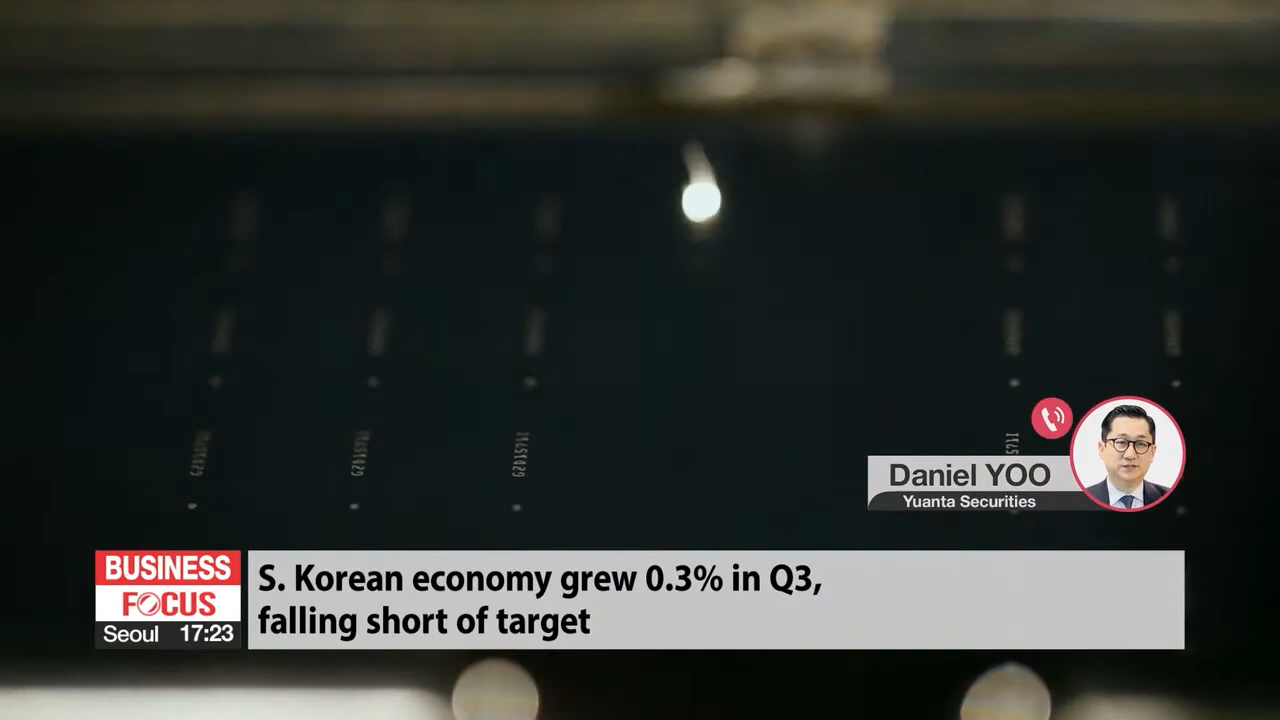 G2015711
Daniel YOO
Yuanta Securities
BUSINESS
FOCUS
Seoul 17:23
S. Korean economy grew 0.3% in Q3,
falling short of target